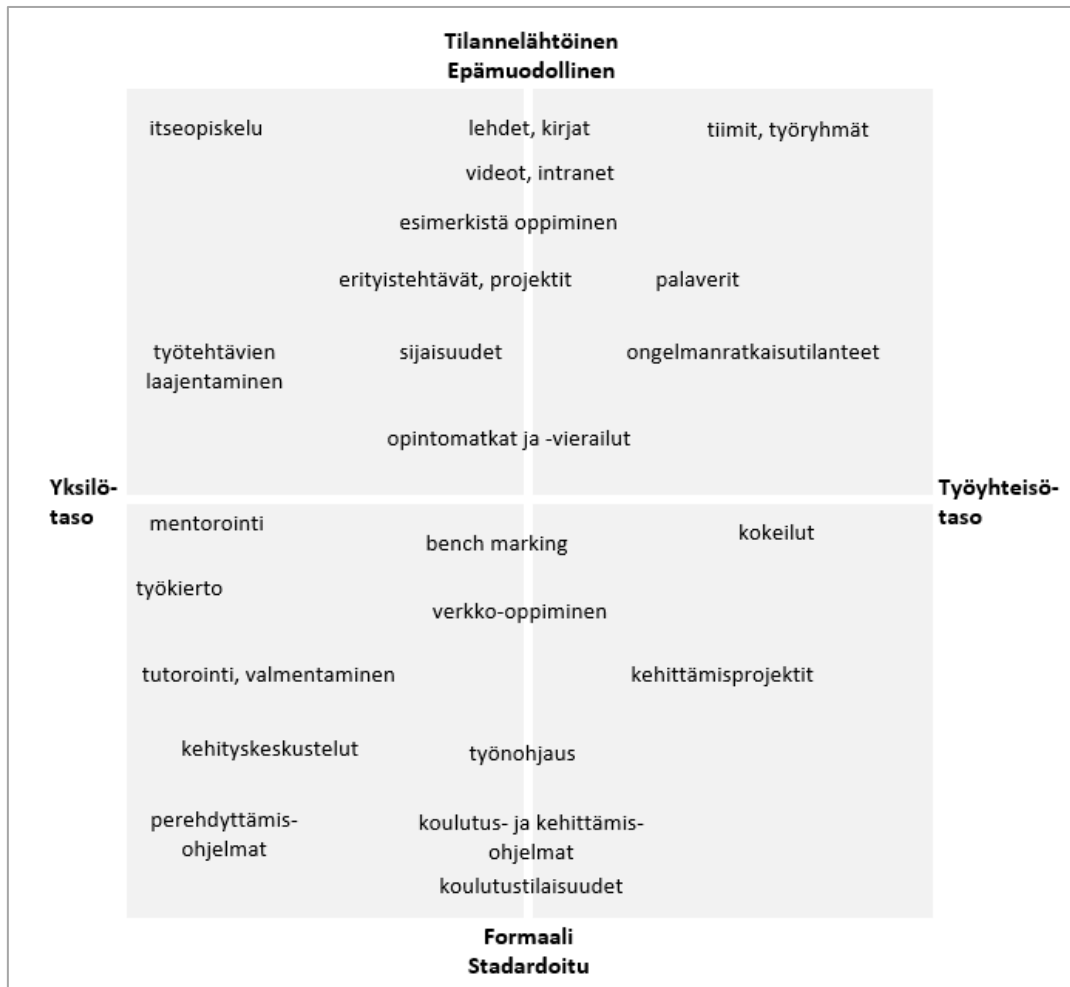 Tilannelähtöinen
Epämuodollinen
itseopiskelu
lehdet, kirjat
tiimit, työryhmät
videot, intranet
esimerkistä oppiminen
erityistehtävät, projektit
palaverit
työtehtävien
laajentaminen
sijaisuudet
ongelmanratkaisutilanteet
opintomatkat ja -vierailut
Yksilö-
taso
Työyhteisö-
taso
mentorointi
bench marking
kokeilut
työkierto
verkko-oppiminen
tutorointi, valmentaminen
kehittämisprojektit
kehityskeskustelut
työnohjaus
perehdyttämis-
ohjelmat
koulutus- ja kehittämis-
ohjelmat
koulutustilaisuudet
Formaali
Stadardoitu